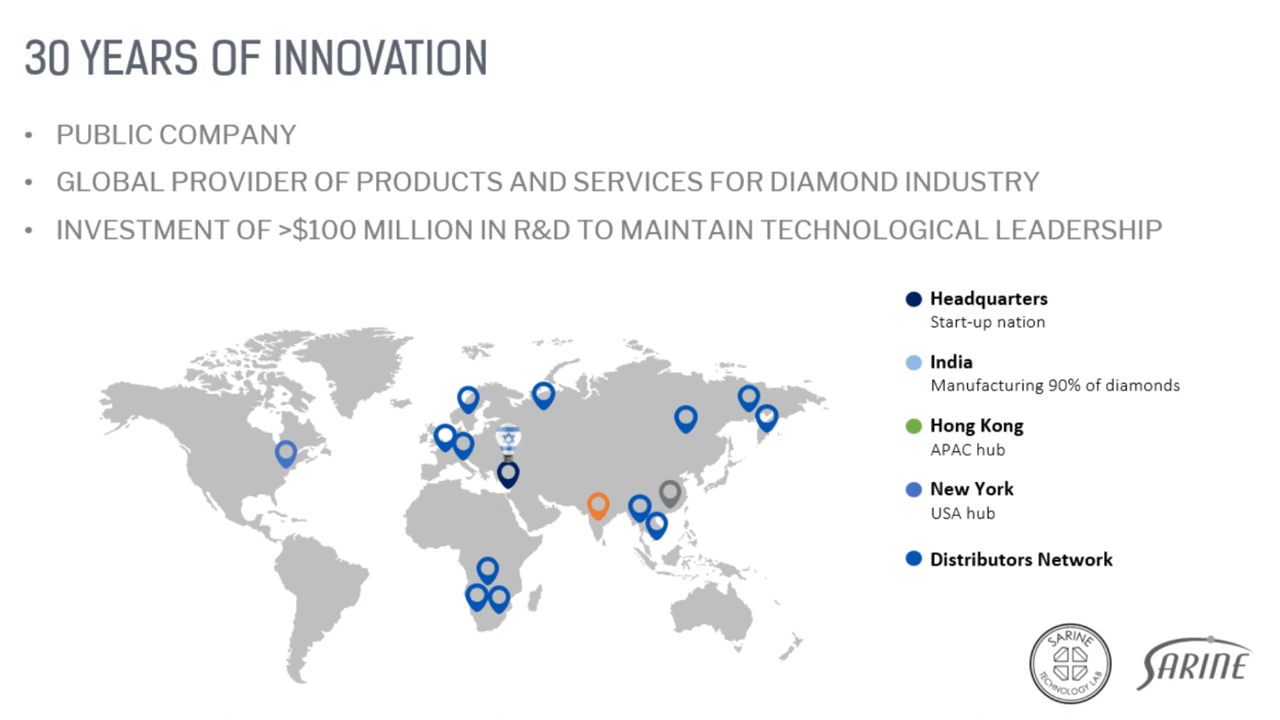 30 YEARS OF INNOVATION
• PUBLIC COMPANY
• GLOBAL PROVIDER OF PRODUCTS AND SERVICES FOR DIAMOND INDUSTRY
• INVESTMENT OF >$100 MILLION IN R&D TO MAINTAIN TECHNOLOGICAL LEADERSHIP
Headquarters
Start-up nation
India
Manufacturing 90% of diamonds
Hong Kong
APAC hub
New York
USA hub
Distributors Network
SARINE
TECHNOLOGY LAB
SARINE